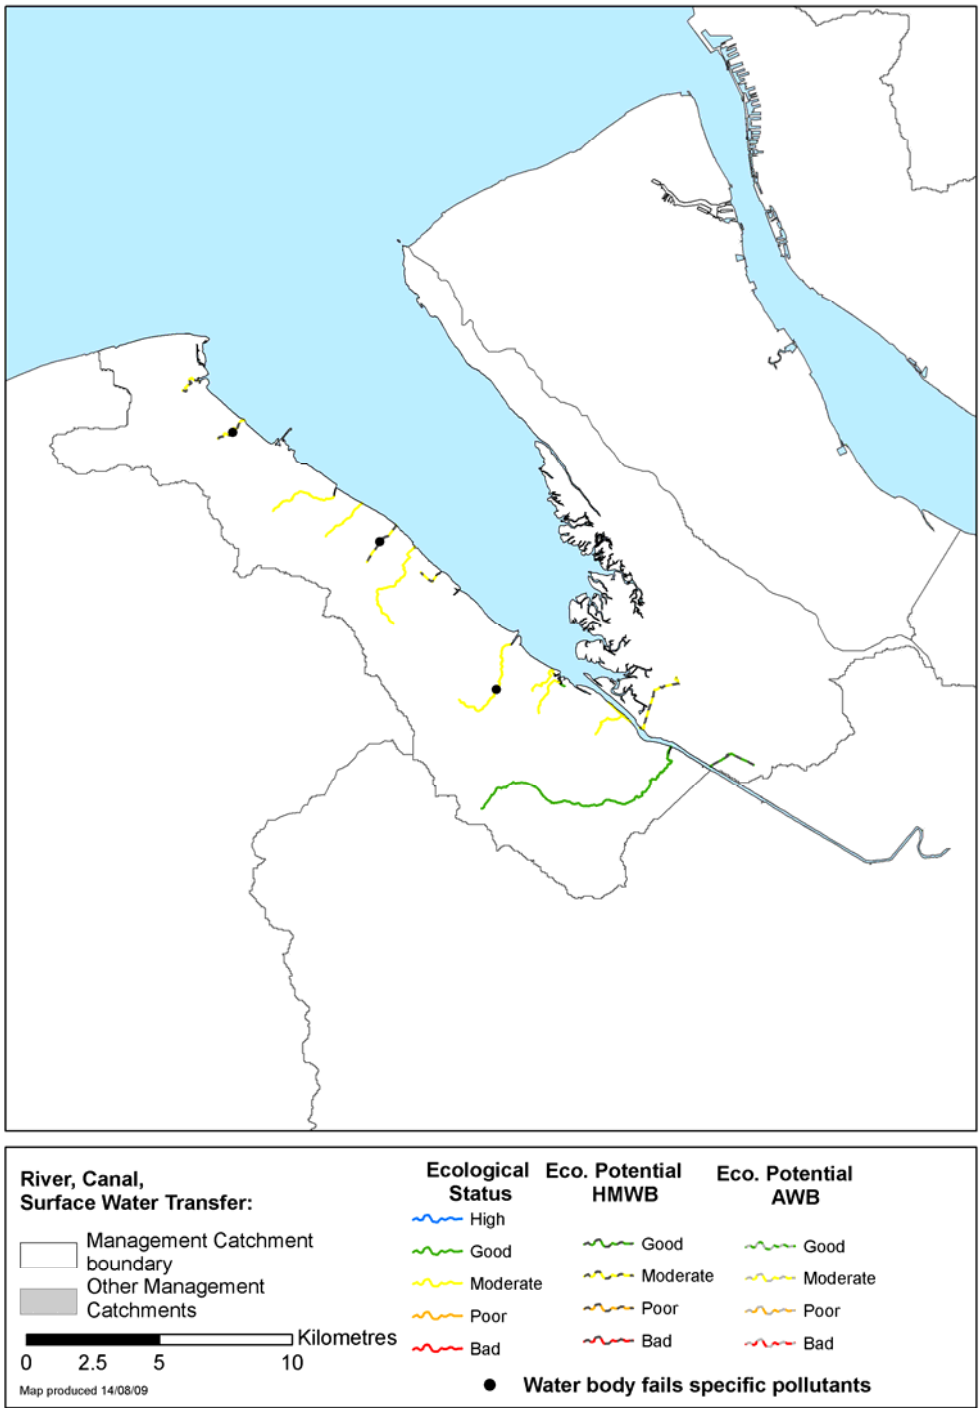 River, Canal,
Surface Water Transfer:
Management Catchment
boundary
Other Management
Catchments
Kilometres
0 2.5 5 10
Map produced 14/08/09
Ecological
Status
High
Good
Moderate
Poor
Bad
Eco. Potential
HMWB
Good
Moderate
Poor
Bad
Eco. Potential
AWB
Good
Moderate
Poor
Bad
Water body fails specific pollutants